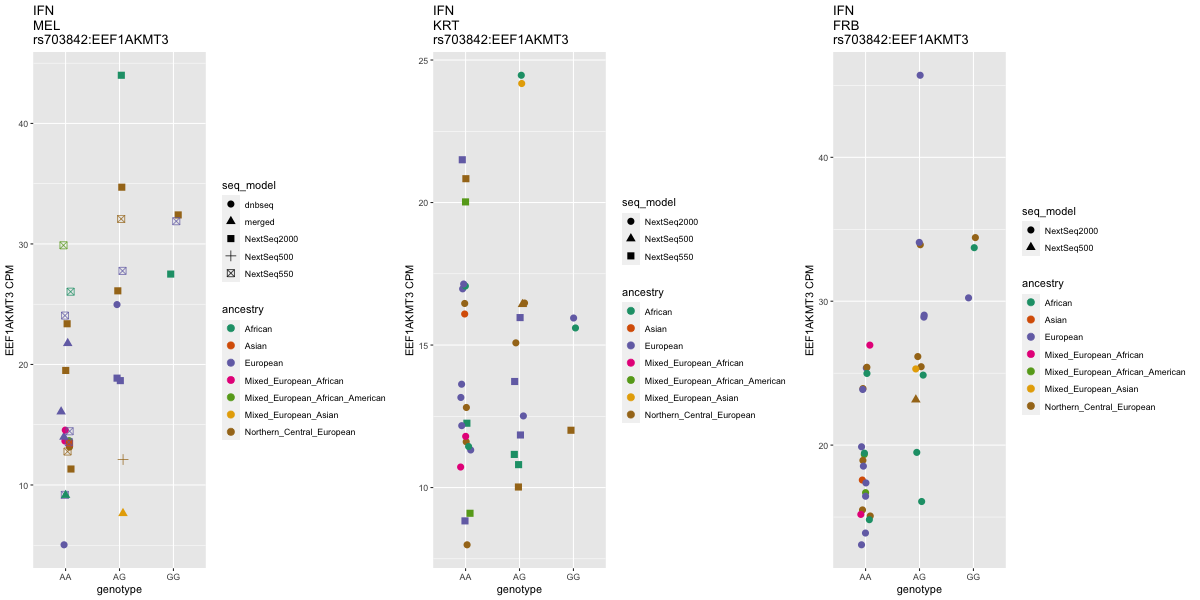 IFN
MEL
rs703842:EEF1AKMT3
EEF1AKMT3 CPM
40
30
20
10
AA
AG
GG
genotype
seq_model
dnbseq
merged
NextSeq2000
NextSeq500
NextSeq550
ancestry
African
Asian
European
Mixed_European_African
Mixed_European_African_American
Mixed_European_Asian
Northern_Central_European
IFN
KRT
rs703842:EEF1AKMT3
EEF1AKMT3 CPM
25
20
15
10
AA
AG
GG
genotype
seq_model
NextSeq2000
NextSeq500
NextSeq550
ancestry
African
Asian
European
Mixed_European_African
Mixed_European_African_American
Mixed_European_Asian
Northern_Central_European
IFN
FRB
rs703842:EEF1AKMT3
EEF1AKMT3 CPM
40
30
20
AA
AG
GG
genotype
seq_model
NextSeq2000
NextSeq500
ancestry
African
Asian
European
Mixed_European_African
Mixed_European_African_American
Mixed_European_Asian
Northern_Central_European